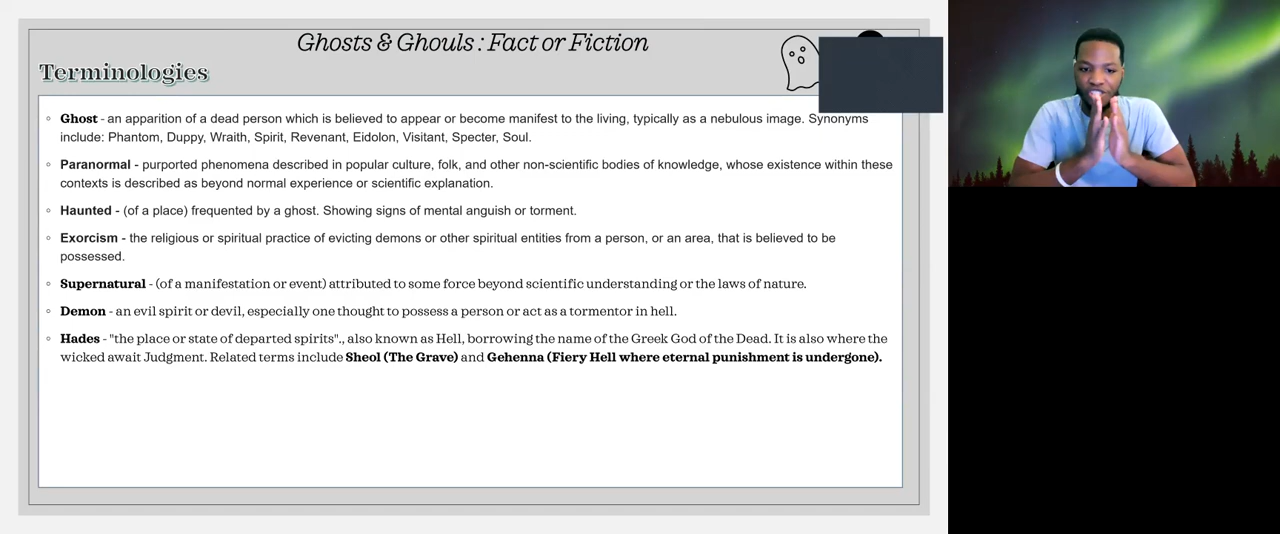 Ghosts & Ghouls : Fact or Fiction
Terminologies
Ghost - an apparition of a dead person which is believed to appear or become manifest to the living, typically as a nebulous image. Synonyms
include: Phantom, Duppy, Wraith, Spirit, Revenant, Eidolon, Visitant, Specter, Soul.
Paranormal - purported phenomena described in popular culture, folk, and other non-scientific bodies of knowledge, whose existence within these
contexts is described as beyond normal experience or scientific explanation.
Haunted - (of a place) frequented by a ghost. Showing signs of mental anguish or torment.
Exorcism - the religious or spiritual practice of evicting demons or other spiritual entities from a person, or an area, that is believed to be
possessed.
Supernatural - (of a manifestation or event) attributed to some force beyond scientific understanding or the laws of nature.
Demon - an evil spirit or devil, especially one thought to possess a person or act as a tormentor in hell.
Hades - "the place or state of departed spirits"., also known as Hell, borrowing the name of the Greek God of the Dead. It is also where the
wicked await Judgment. Related terms include Sheol (The Grave) and Gehenna (Fiery Hell where eternal punishment is undergone).